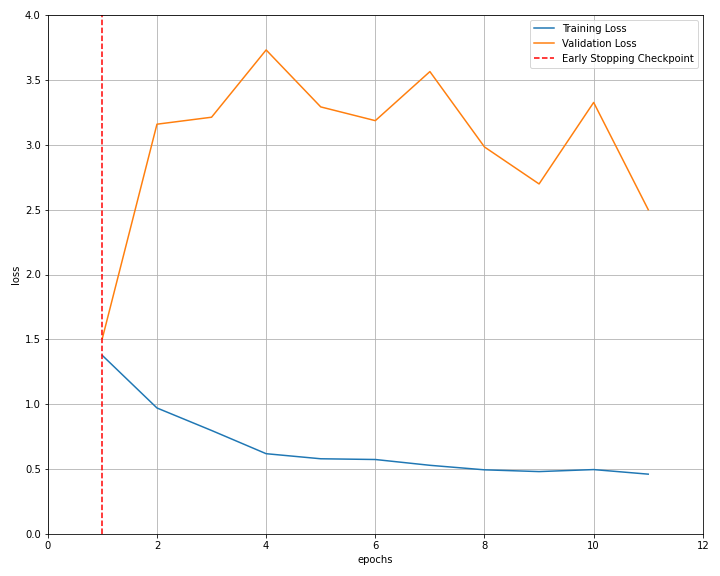 4.0
3.5
3.0
2.5
2.0
1.5
1.0
0.5
0.0
loss
0 2 4 6 8 10 12
epochs
Training Loss
Validation Loss
Early Stopping Checkpoint